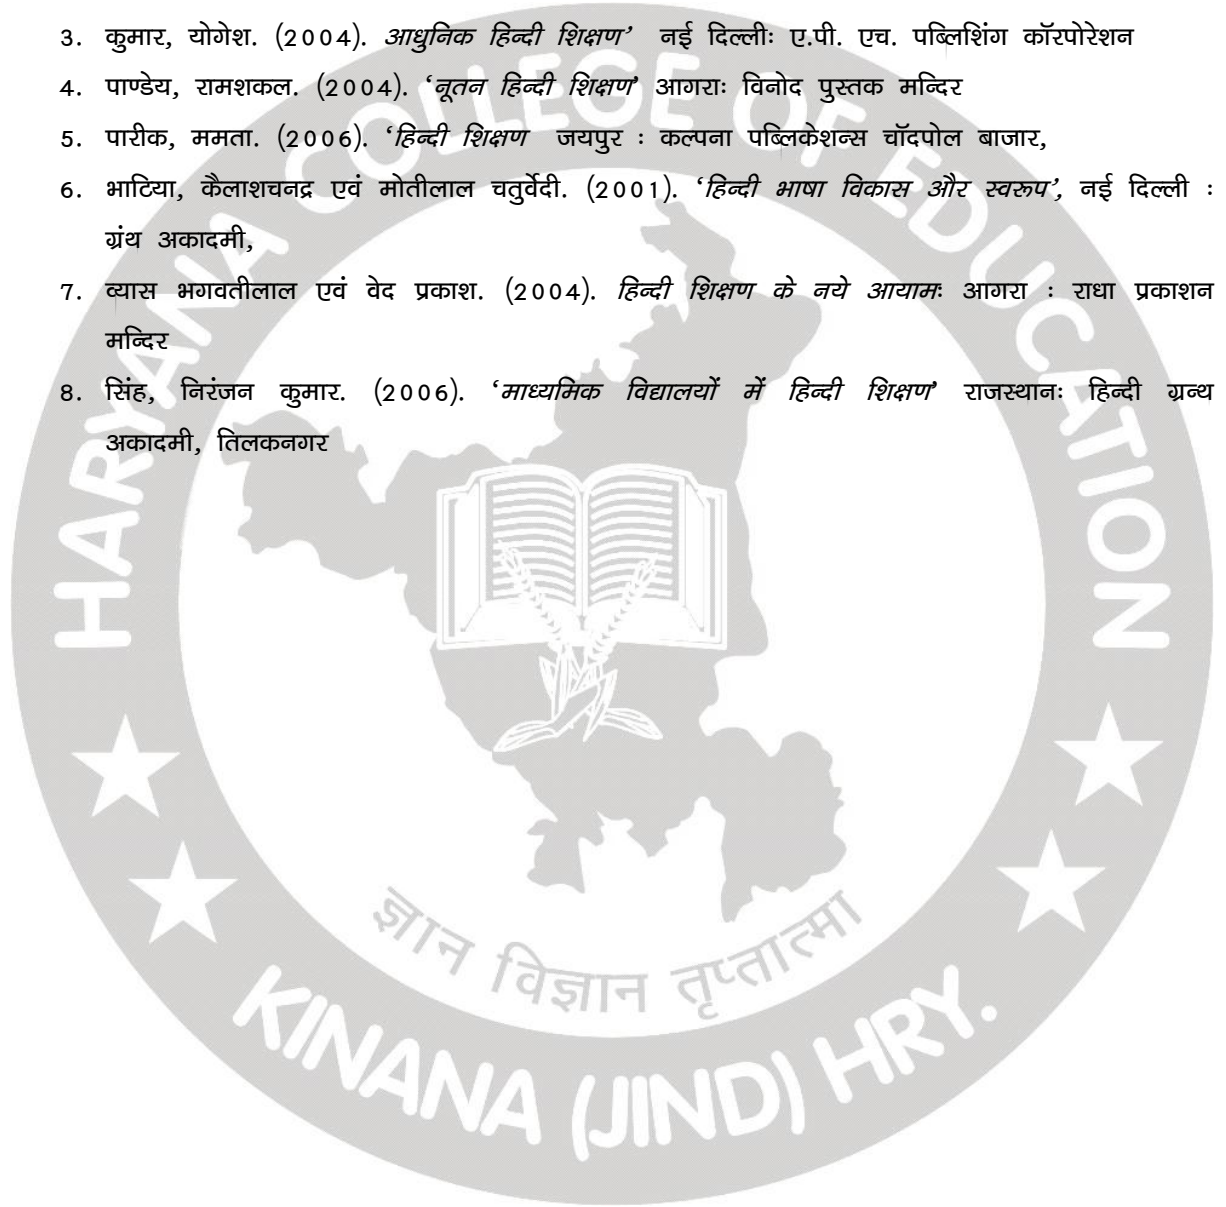 3. कुमार, योगेश. (2004). आधुनिक हिन्दी शिक्षण’ नई दिल्लीः ए.पी. एच. पब्लिशिंग कॉरपोरेशन
4. पाण्डेय, रामशकल. (2004). ‘नूतन हिन्दी शिक्षण’ आगराः विनोद पुस्तक मन्दिर
5. पारीक, ममता. (2006). ‘हिन्दी शिक्षण जयपुर : कल्पना पब्लिकेशन्स चॉदपोल बाजार,
6. भाटिया, कैलाशचनद्र एवं मोतीलाल चतुर्वेदी. (2001). ‘हिन्दी भाषा विकास और स्वरूप’, नई दिल्ली :
ग्रंथ अकादमी,
7. व्यास भगवतीलाल एवं वेद प्रकाश. (2004). हिन्दी शिक्षण के नये आयामः आगरा : राधा प्रकाशन
मन्दिर
8. सिंह, निरंजन कुमार. (2006). ‘माध्यमिक विद्यालयों में हिन्दी शिक्षण’ राजस्थानः हिन्दी ग्रन्थ
अकादमी, तिलकनगर
HARYANA COLLEGE OF EDUCATION
ज्ञान विज्ञान तृप्तात्मा
KINANA (JIND) HRY.